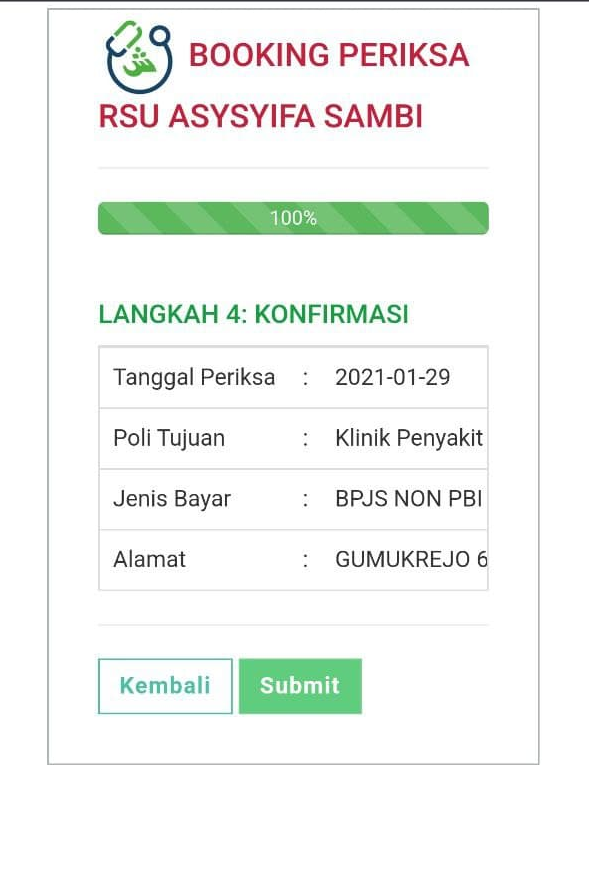 BOOKING PERIKSA
RSU ASYSYIFA SAMBI
100%
LANGKAH 4: KONFIRMASI
Tanggal Periksa : 2021-01-29
Poli Tujuan : Klinik Penyakit
Jenis Bayar : BPJS NON PBI
Alamat : GUMUKREJO 6
Kembali Submit